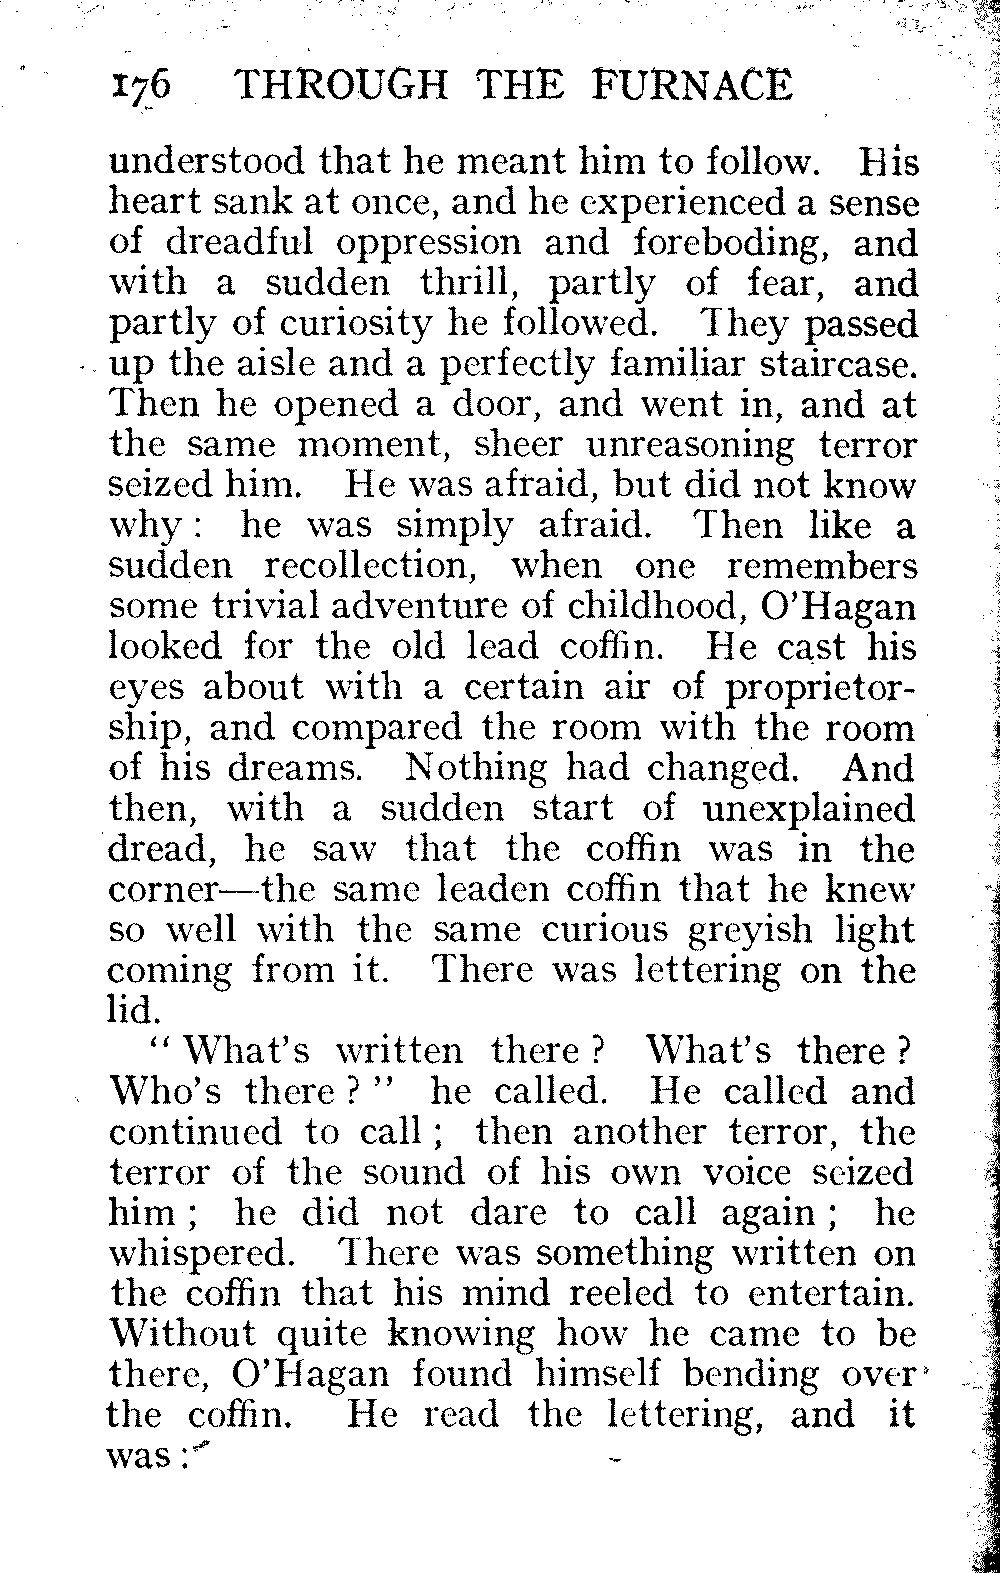 176 THROUGH THE FURNACE
understood that he meant him to follow. His
heart sank at once, and he experienced a sense
of dreadful oppression and foreboding, and
with a sudden thrill, partly of fear, and
partly of curiosity he followed. They passed
up the aisle and a perfectly familiar staircase.
Then he opened a door, and went in, and at
the same moment, sheer unreasoning terror
seized him. He was afraid, but did not know
why : he was simply afraid. Then like a
sudden recollection, when one remembers
some trivial adventure of childhood, O'Hagan
looked for the old lead coffin. He cast his
eyes about with a certain air of proprietor-
ship, and compared the room with the room
of his dreams. Nothing had changed. And
then, with a sudden start of unexplained
dread, he saw that the coffin was in the
corner—the same leaden coffin that he knew
so well with the same curious greyish light
coming from it. There was lettering on the
lid.
" What's written there ? What's there ?
Who's there ? " he called. He called and
continued to call ; then another terror, the
terror of the sound of his own voice seized
him ; he did not dare to call again ; he
whispered. There was something written on
the coffin that his mind reeled to entertain.
Without quite knowing how he came to be
there, O'Hagan found himself bending over
the coffin. He read the lettering, and it
was :